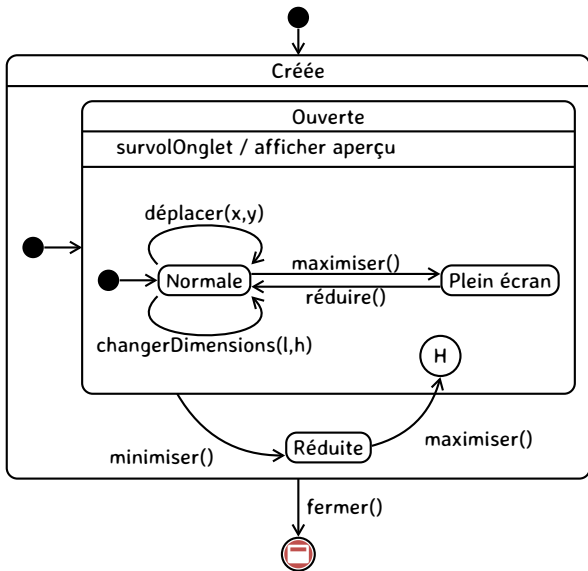 Créée
Ouverte
survolOnglet / afficher aperçu
déplacer(x,y)
maximiser()
Normale
Plein écran
réduire()
changerDimensions(l,h)
H
minimiser()
Réduite
maximiser()
fermer()